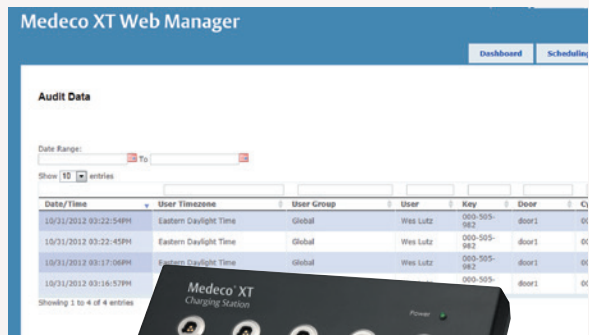 Medeco XT Web Manager
Dashboard Scheduling
Audit Data
Date Range:
To
Show 10 entries
Date/Time User Timezone User Group User Key Door
10/31/2012 03:22:54PM Eastern Daylight Time Global Wes Lutz 000-505-982 door1
10/31/2012 03:22:45PM Eastern Daylight Time Global Wes Lutz 000-505-982 door1
10/31/2012 03:17:06PM Eastern Daylight Time Global Wes Lutz 000-505-982 door1
10/31/2012 03:16:57PM 000-505- door1
Showing 1 to 4 of 4 entries
Medeco XT
Charging Station
Power